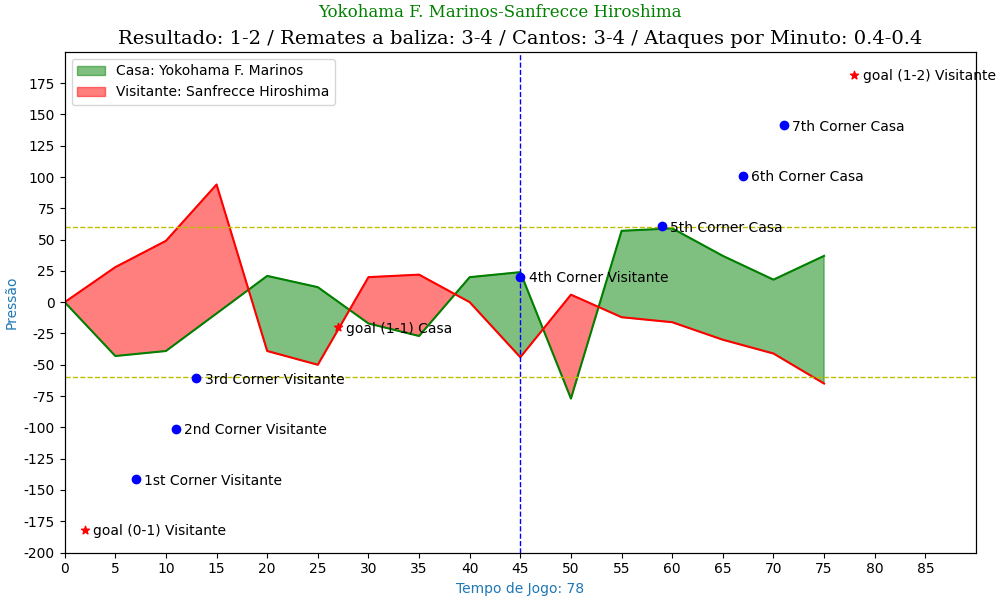 Yokohama F. Marinos-Sanfrecce Hiroshima
Resultado: 1-2 / Remates a baliza: 3-4 / Cantos: 3-4 / Ataques por Minuto: 0.4-0.4
Casa: Yokohama F. Marinos
Visitante: Sanfrecce Hiroshima
goal (1-2) Visitante
7th Corner Casa
6th Corner Casa
5th Corner Casa
4th Corner Visitante
goal (1-1) Casa
3rd Corner Visitante
2nd Corner Visitante
1st Corner Visitante
goal (0-1) Visitante
Pressão
175
150
125
100
75
50
25
0
-25
-50
-75
-100
-125
-150
-175
-200
0 5 10 15 20 25 30 35 40 45 50 55 60 65 70 75 80 85
Tempo de Jogo: 78